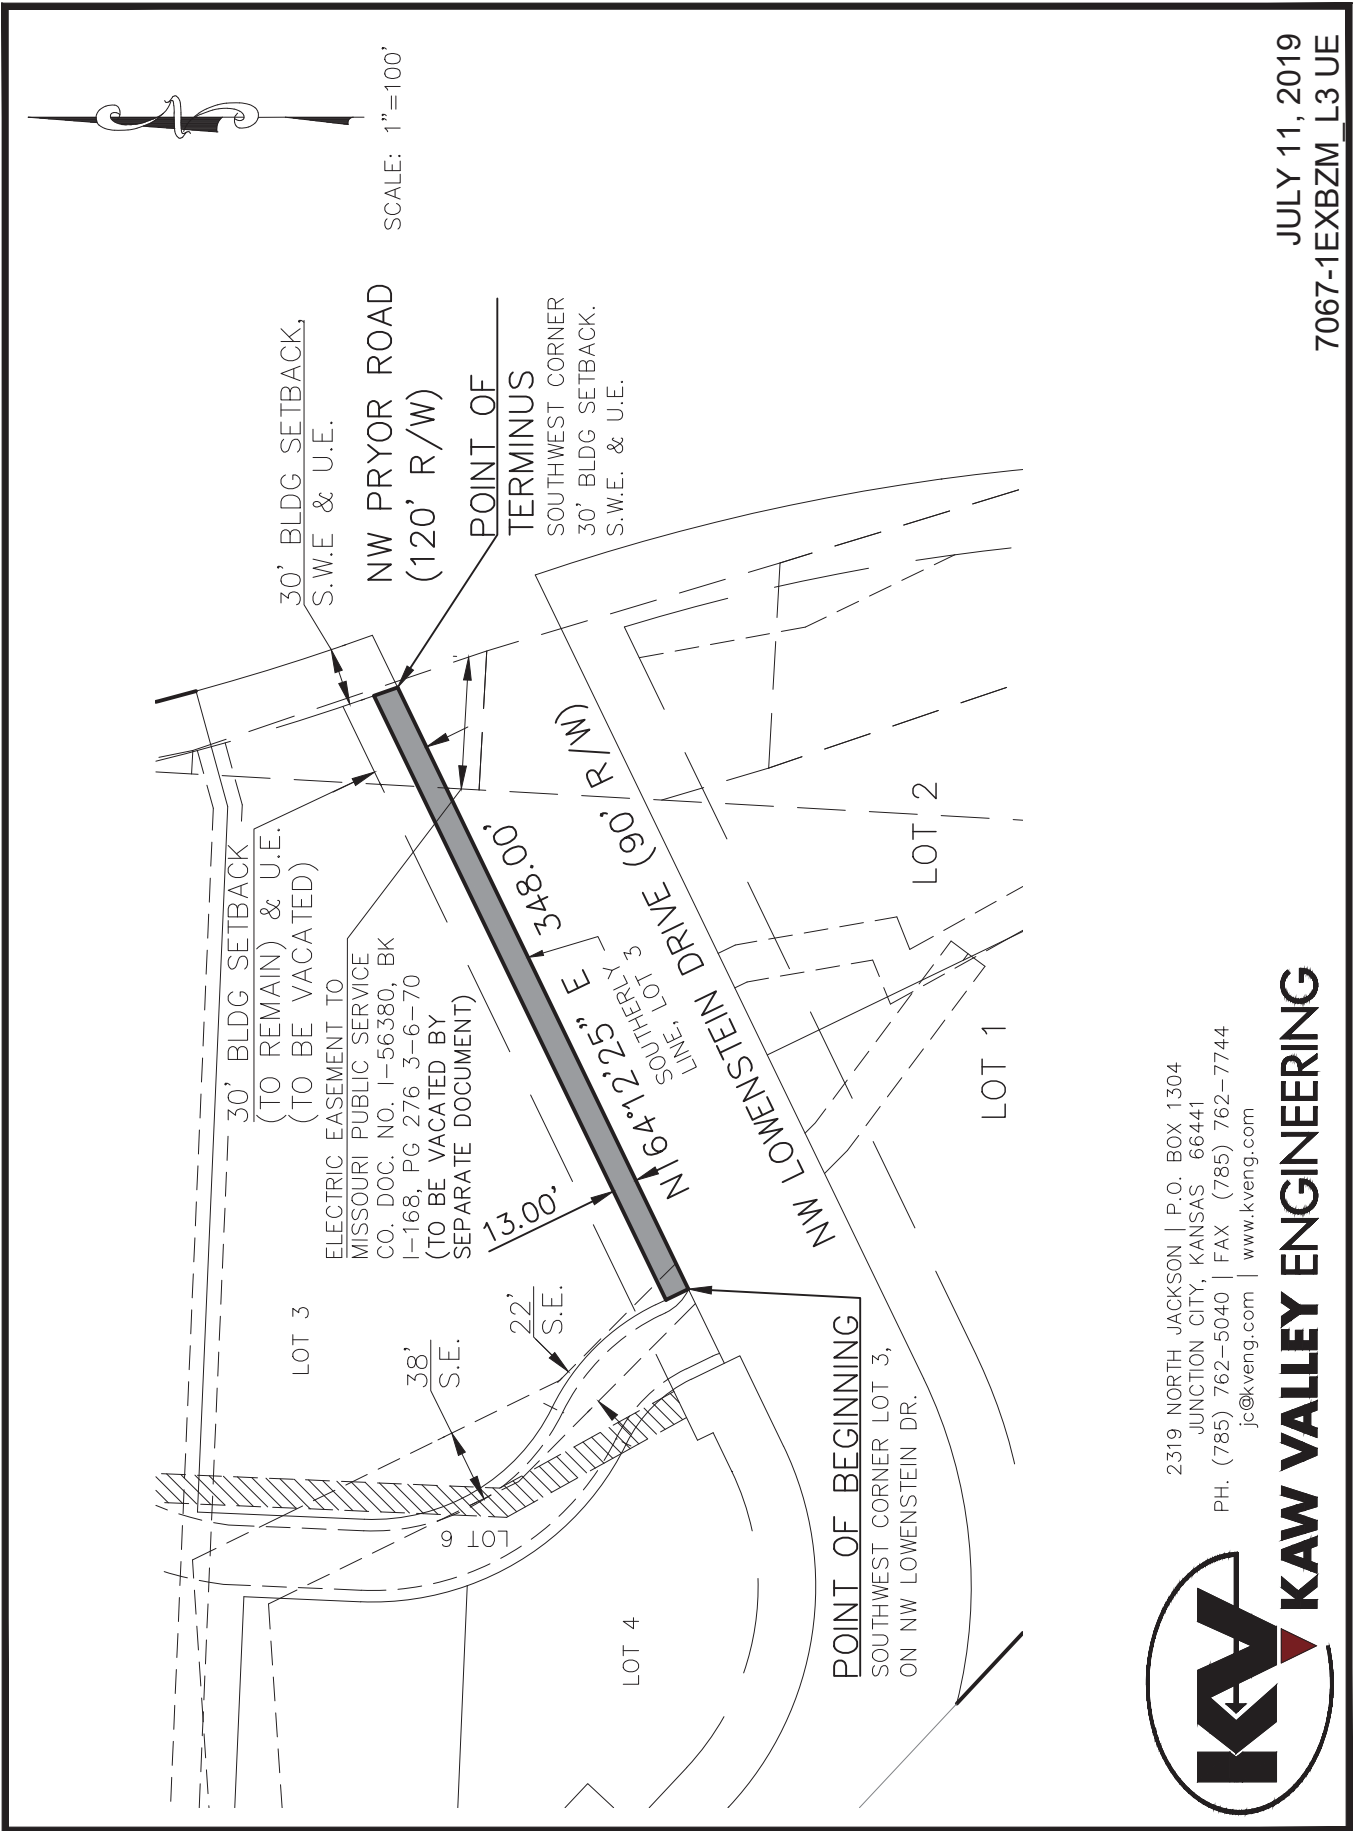 SCALE: 1"=100'
30' BLDG SETBACK,
S.W.E & U.E.
NW PRYOR ROAD
(120' R/W)
POINT OF
TERMINUS
SOUTHWEST CORNER
30' BLDG SETBACK.
S.W.E. & U.E.
30' BLDG SETBACK
(TO REMAIN) & U.E.
(TO BE VACATED)
ELECTRIC EASEMENT TO
MISSOURI PUBLIC SERVICE
CO. DOC. NO. I-56380, BK
I-168, PG 276 3-6-70
(TO BE VACATED BY
SEPARATE DOCUMENT)
LOT 3
38'
S.E.
22'
S.E.
13.00'
N 64°12'25" E 348.00'
SOUTHERLY
LINE, LOT 3
NW LOWENSTEIN DRIVE (90' R/W)
LOT 6
LOT 4
POINT OF BEGINNING
SOUTHWEST CORNER LOT 3,
ON NW LOWENSTEIN DR.
LOT 2
LOT 1
2319 NORTH JACKSON | P.O. BOX 1304
JUNCTION CITY, KANSAS 66441
PH. (785) 762-5040 | FAX (785) 762-7744
jc@kveng.com | www.kveng.com
KV
KAW VALLEY ENGINEERING
JULY 11, 2019
7067-1EXBZM_L3 UE